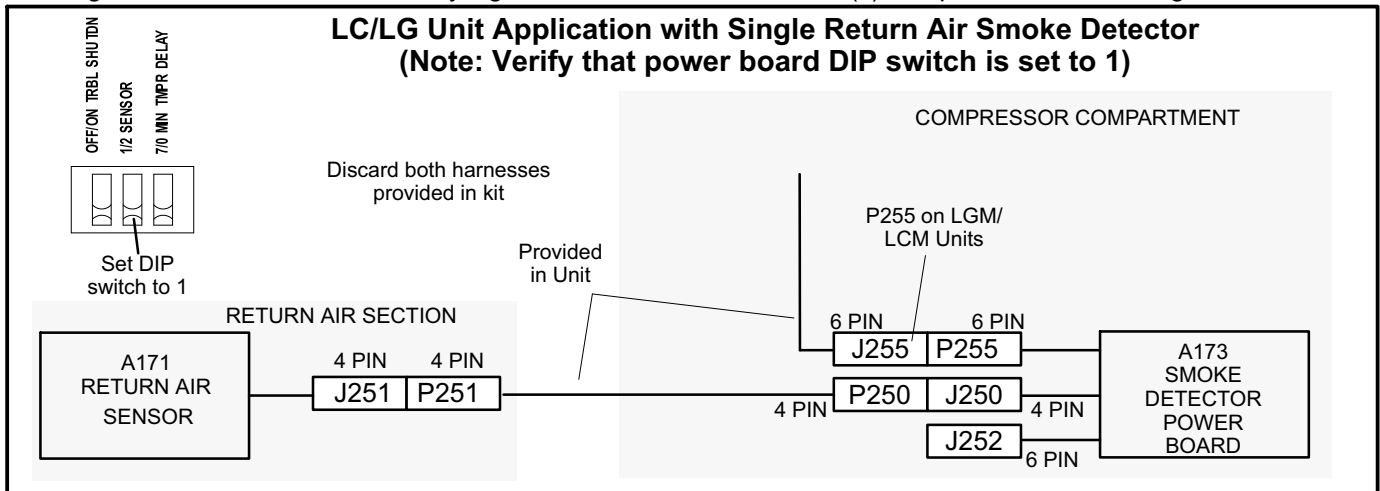 LC/LG Unit Application with Single Return Air Smoke Detector
(Note: Verify that power board DIP switch is set to 1)
OFF/ON TRBL SHUTDN
1/2 SENSOR
7/0 MIN TMPR DELAY
Set DIP
switch to 1
Discard both harnesses
provided in kit
COMPRESSOR COMPARTMENT
P255 on LGM/
LCM Units
Provided
in Unit
RETURN AIR SECTION
A171
RETURN AIR
SENSOR
4 PIN 4 PIN
J251 P251
6 PIN 6 PIN
J255 P255
4 PIN P250 J250 4 PIN
J252 6 PIN
A173
SMOKE
DETECTOR
POWER
BOARD